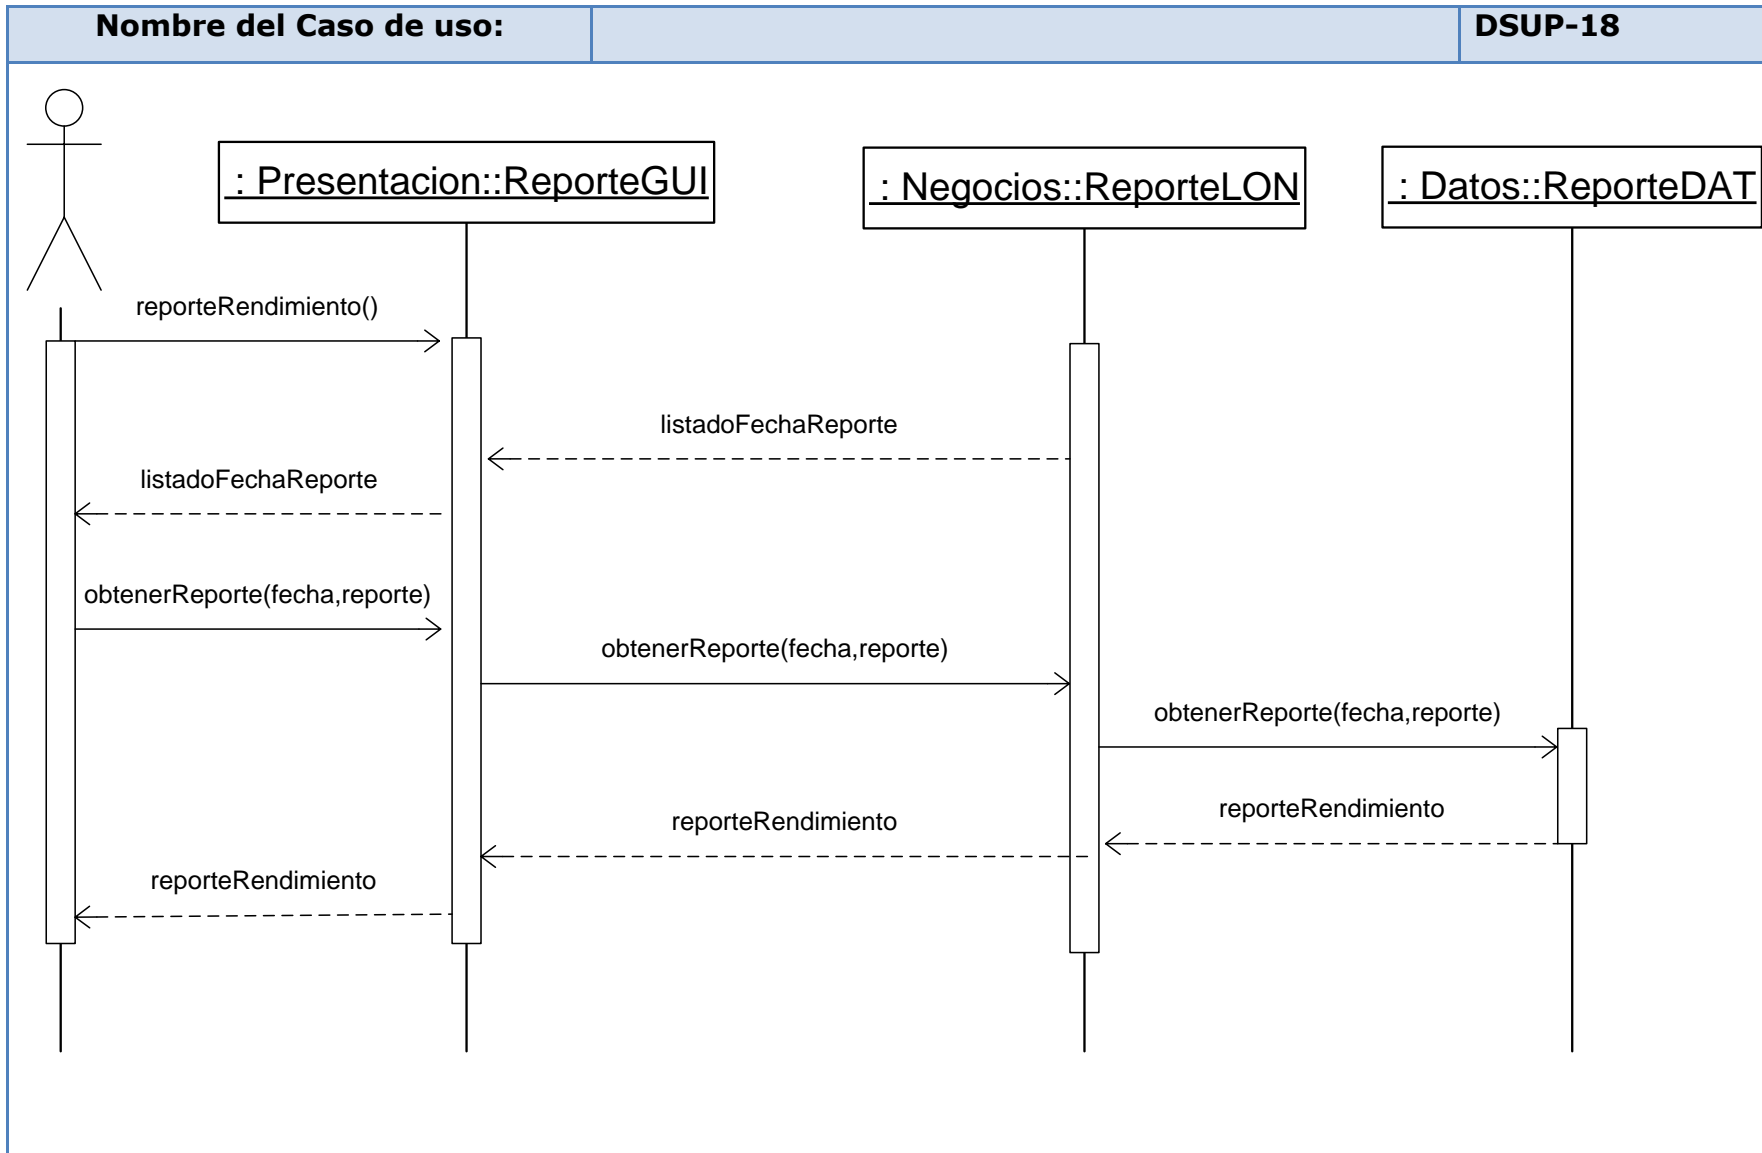 Nombre del Caso de uso:
DSUP-18
: Presentacion::ReporteGUI
: Negocios::ReporteLON
: Datos::ReporteDAT
reporteRendimiento()
listadoFechaReporte
listadoFechaReporte
obtenerReporte(fecha,reporte)
obtenerReporte(fecha,reporte)
obtenerReporte(fecha,reporte)
reporteRendimiento
reporteRendimiento
reporteRendimiento